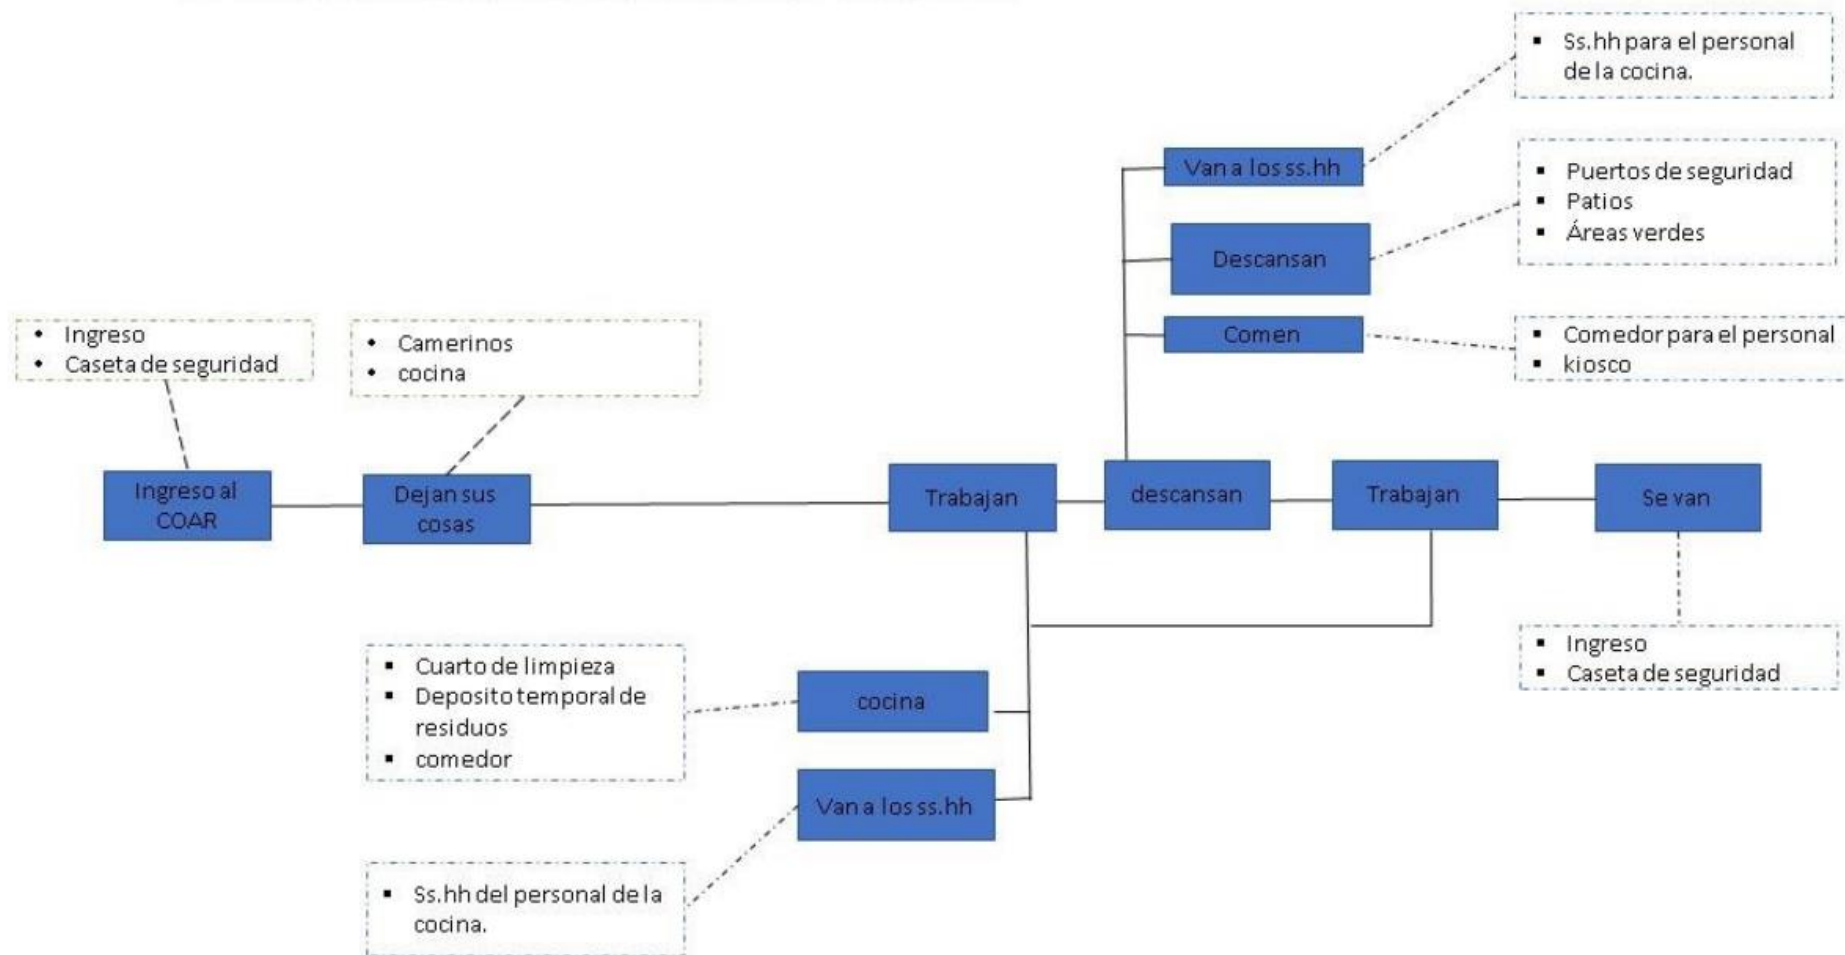 Ss.hh para el personal
de la cocina.
Van a los ss.hh
Puertos de seguridad
Patios
Áreas verdes
Descansan
Ingreso
Caseta de seguridad
Camerinos
cocina
Comen
Comedor para el personal
kiosco
Ingreso al
COAR
Dejan sus
cosas
Trabajan
descansan
Trabajan
Se van
Cuarto de limpieza
Deposito temporal de
residuos
comedor
cocina
Ingreso
Caseta de seguridad
Van a los ss.hh
Ss.hh del personal de la
cocina.